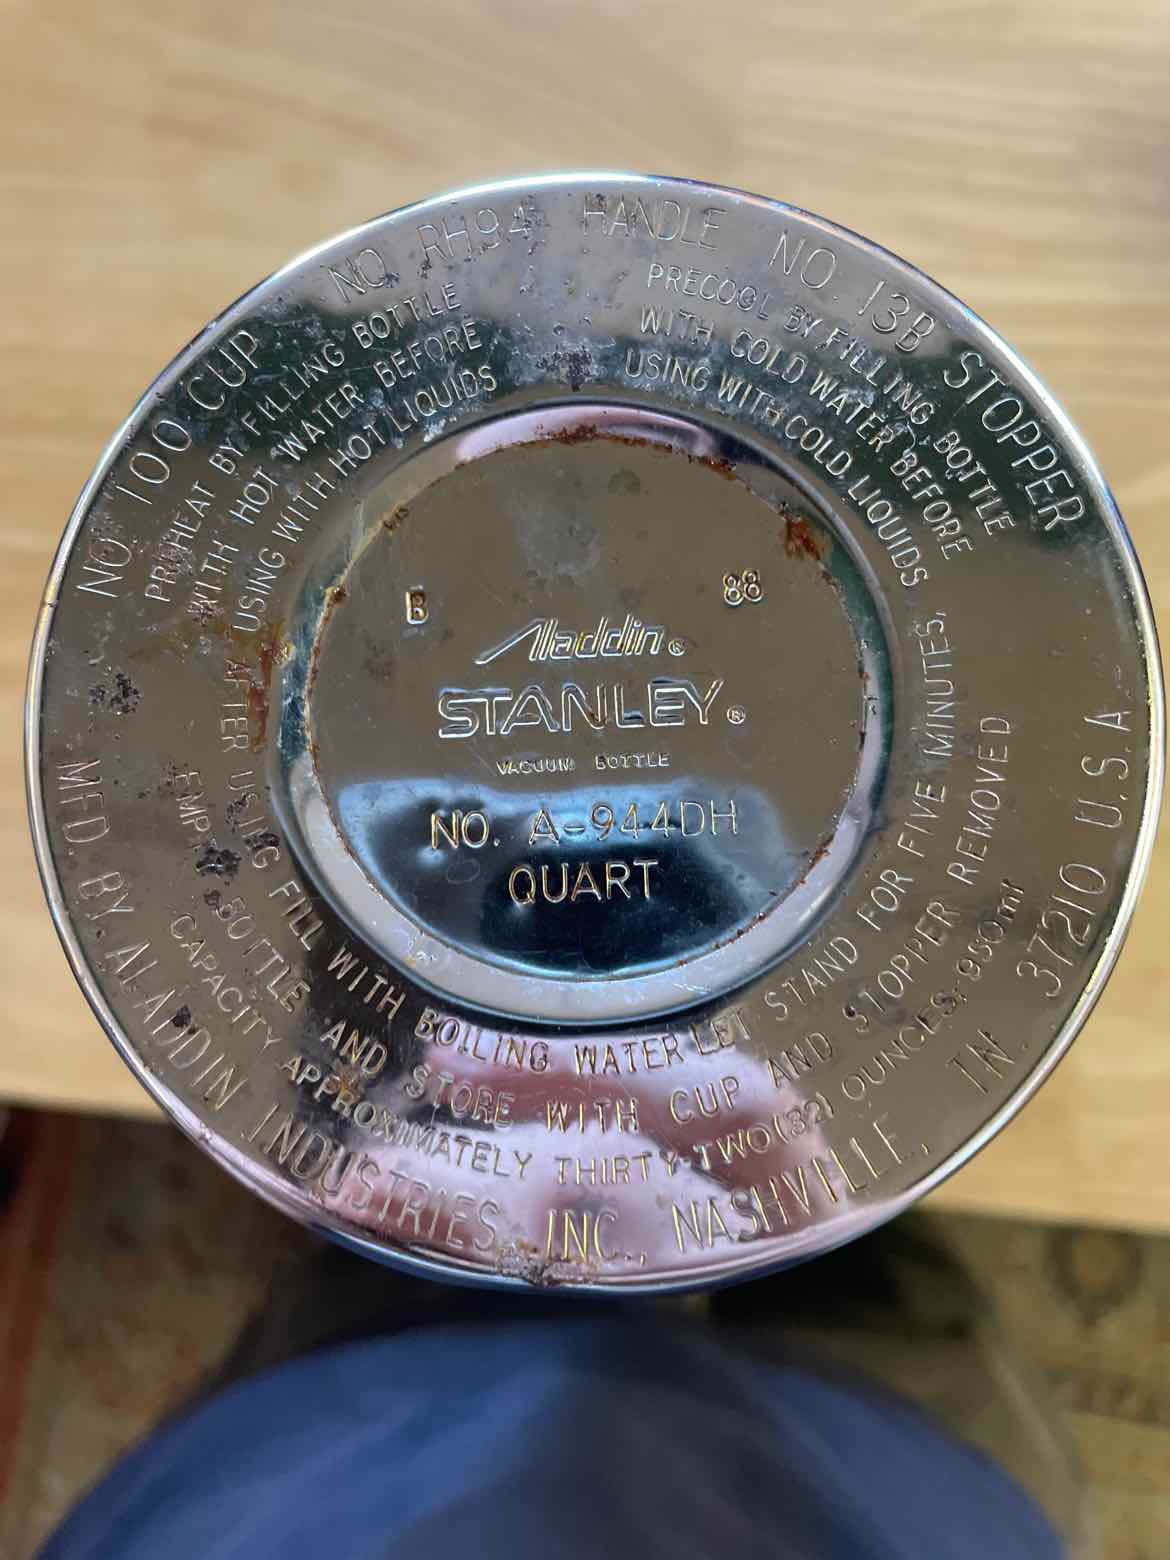 NO. 100 CUP NO. RH94 HANDLE NO. 13B STOPPER
PREHEAT BY FILLING BOTTLE
WITH HOT WATER BEFORE
USING WITH HOT LIQUIDS
PRECOOL BY FILLING BOTTLE
WITH COLD WATER BEFORE
USING WITH COLD LIQUIDS
B 88
Aladdin®
STANLEY®
VACUUM BOTTLE
NO. A-944DH
QUART
AFTER USING FILL WITH BOILING WATER LET STAND FOR FIVE MINUTES,
EMPTY BOTTLE AND STORE WITH CUP AND STOPPER REMOVED
CAPACITY APPROXIMATELY THIRTY-TWO (32) OUNCES; 950ml
MFD. BY. ALADDIN INDUSTRIES, INC., NASHVILLE, TN. 37210 U.S.A.